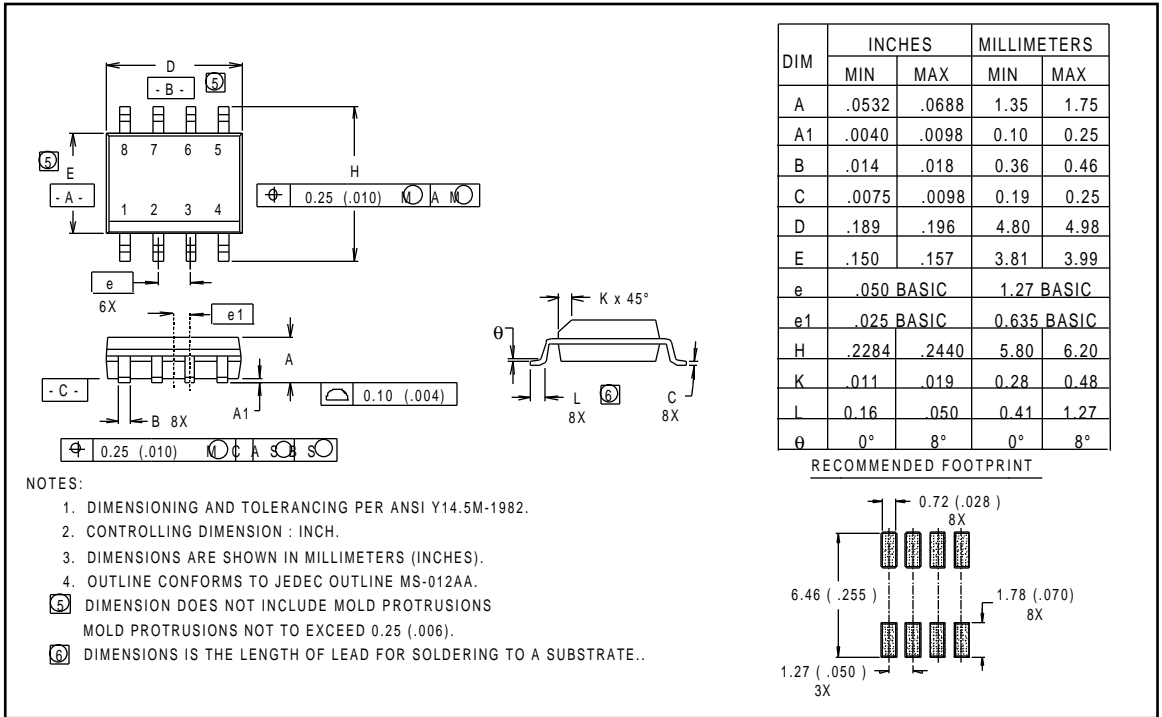 D
- B -
5
8 7 6 5
5
E
- A -
H
0.25 (.010) M A M
1 2 3 4
e
6X
e1
K x 45°
θ
A
- C -
0.10 (.004)
A1
B 8X
L
8X
6
C
8X
0.25 (.010) M C A S B S
DIM INCHES MILLIMETERS
MIN MAX MIN MAX
A .0532 .0688 1.35 1.75
A1 .0040 .0098 0.10 0.25
B .014 .018 0.36 0.46
C .0075 .0098 0.19 0.25
D .189 .196 4.80 4.98
E .150 .157 3.81 3.99
e .050 BASIC 1.27 BASIC
e1 .025 BASIC 0.635 BASIC
H .2284 .2440 5.80 6.20
K .011 .019 0.28 0.48
L 0.16 .050 0.41 1.27
θ 0° 8° 0° 8°
NOTES:
1. DIMENSIONING AND TOLERANCING PER ANSI Y14.5M-1982.
2. CONTROLLING DIMENSION : INCH.
3. DIMENSIONS ARE SHOWN IN MILLIMETERS (INCHES).
4. OUTLINE CONFORMS TO JEDEC OUTLINE MS-012AA.
5 DIMENSION DOES NOT INCLUDE MOLD PROTRUSIONS
MOLD PROTRUSIONS NOT TO EXCEED 0.25 (.006).
6 DIMENSIONS IS THE LENGTH OF LEAD FOR SOLDERING TO A SUBSTRATE..
RECOMMENDED FOOTPRINT
0.72 (.028 )
8X
6.46 ( .255 )
1.78 (.070)
8X
1.27 ( .050 )
3X